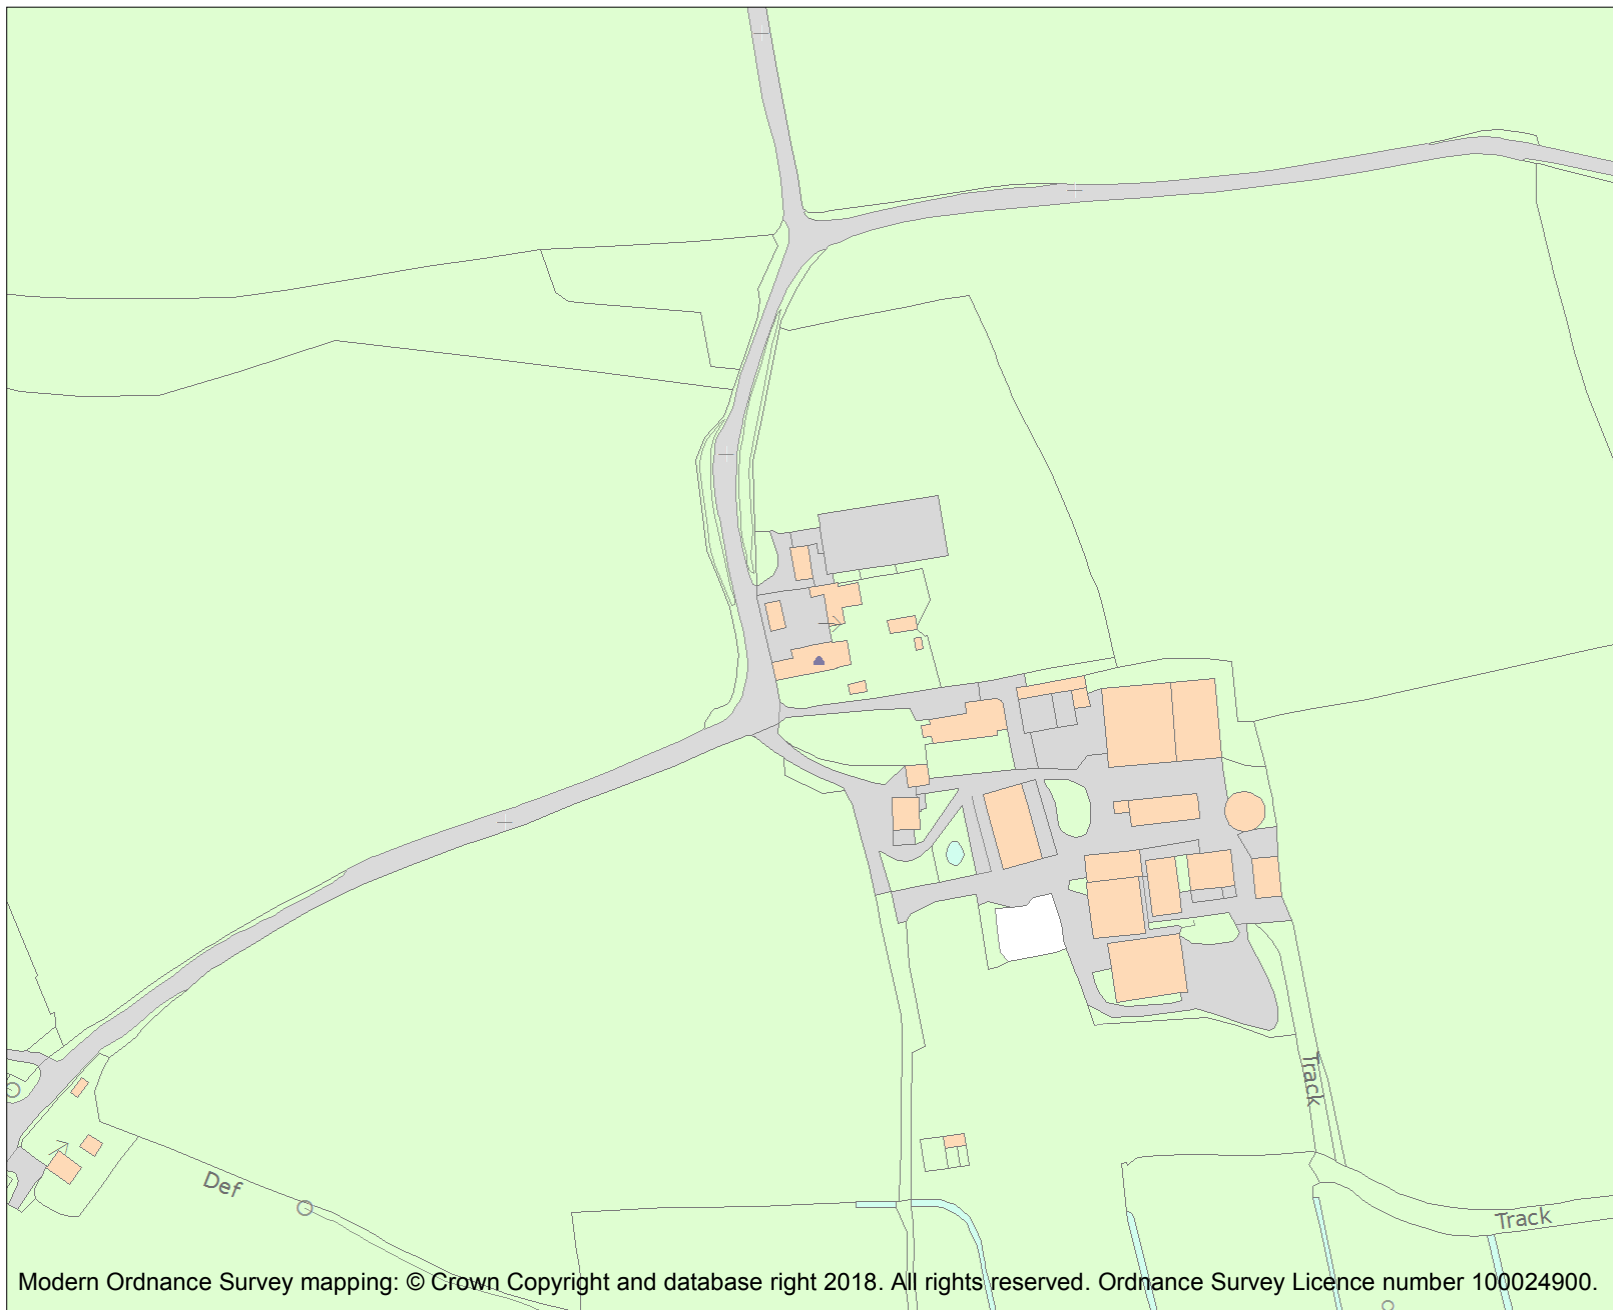 Track
Def
Track
Modern Ordnance Survey mapping: © Crown Copyright and database right 2018. All rights reserved. Ordnance Survey Licence number 100024900.